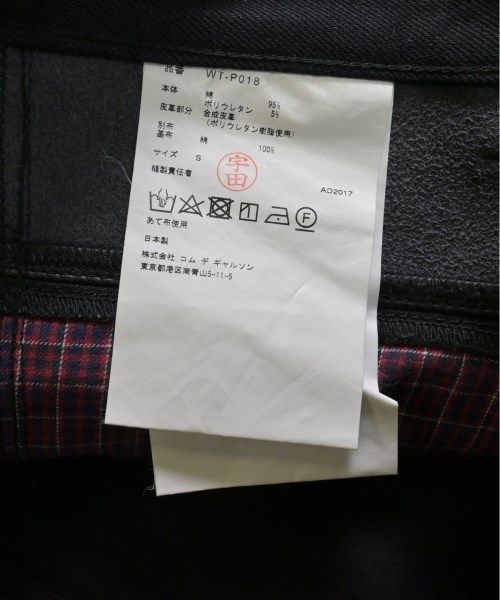 品番 WT-P018
本体 綿 95%
ポリウレタン 5%
皮革部分 合成皮革
(ポリウレタン樹脂使用)
別布
基布 綿 100%
サイズ S
縫製責任者 宇田 AD2017
あて布使用
日本製
株式会社 コム デ ギャルソン
東京都港区南青山5-11-5